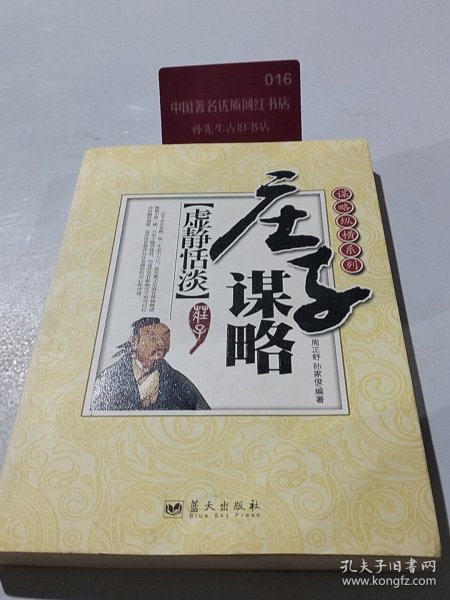 016
中国著名优质网红书店
孙先生古旧书店
谋略纵横系列
庄子
谋略
【虚静恬淡】
莊子
周正舒 孙家俊 编著
蓝天出版社
Blue Sky Press
孔夫子旧书网
www.kongfz.com